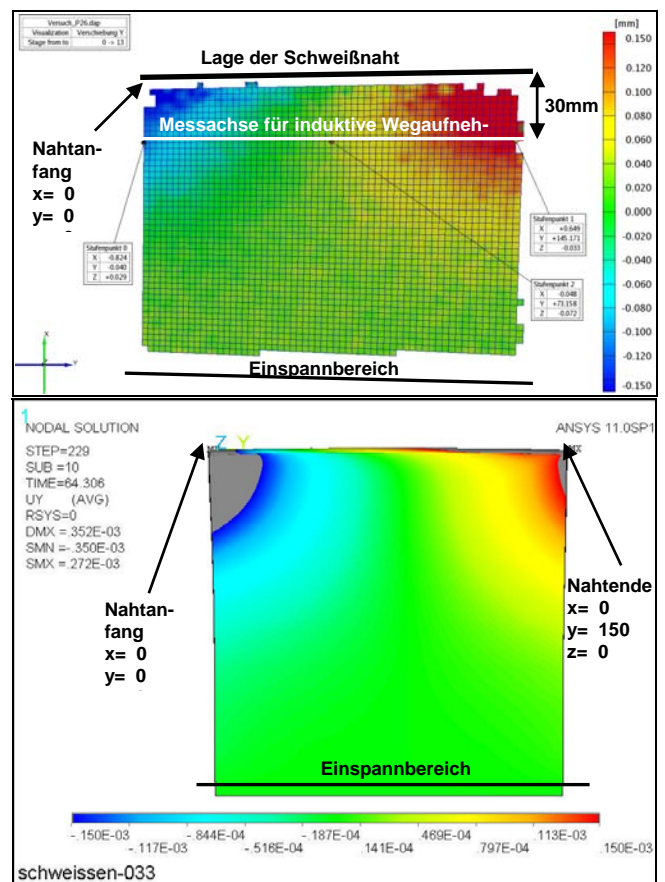 Versuch_P26.dap
Visualization Verschiebung Y
Stage from to 0 -> 13
[mm]
Lage der Schweißnaht
30mm
Nahtan-
fang
x= 0
y= 0
Messachse für induktive Wegaufneh-
0.150
0.120
0.100
0.080
0.060
0.040
0.020
0.000
-0.020
-0.040
-0.060
-0.080
-0.100
-0.120
-0.150
Stufenpunkt 0
X -0.824
Y -0.040
Z +0.029
Stufenpunkt 1
X +0.649
Y +145.171
Z -0.033
Stufenpunkt 2
X -0.048
Y +73.158
Z -0.072
X
Y
Einspannbereich
1
NODAL SOLUTION
STEP=229
SUB =10
TIME=64.306
UY (AVG)
RSYS=0
DMX =.352E-03
SMN =-.350E-03
SMX =.272E-03
ANSYS 11.0SP1
Z Y
MX
Nahtan-
fang
x= 0
y= 0
Nahtende
x= 0
y= 150
z= 0
Einspannbereich
-.150E-03 -.844E-04 -.187E-04 .469E-04 .113E-03
-.117E-03 -.516E-04 .141E-04 .797E-04 .150E-03
schweissen-033